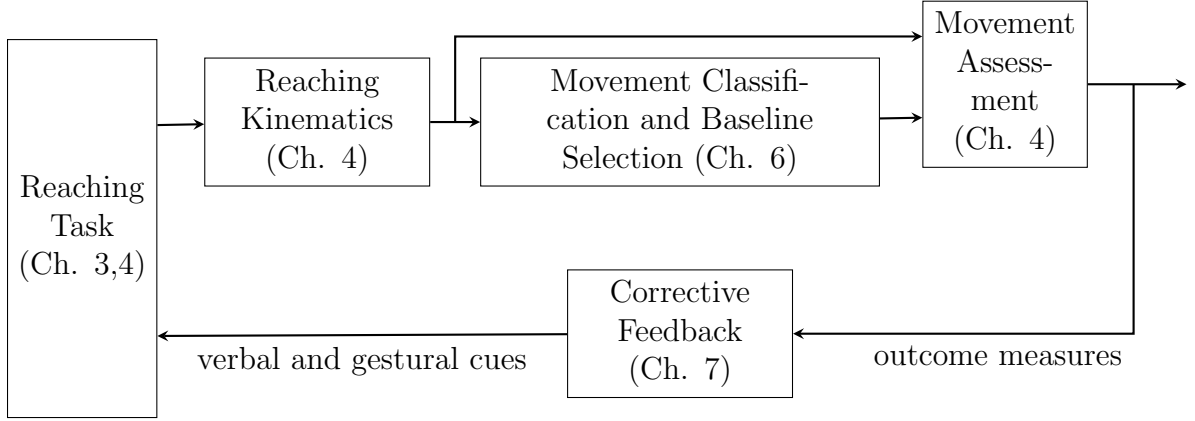 Reaching
Task
(Ch. 3,4)
Reaching
Kinematics
(Ch. 4)
Movement Classifi-
cation and Baseline
Selection (Ch. 6)
Movement
Assess-
ment
(Ch. 4)
Corrective
Feedback
(Ch. 7)
verbal and gestural cues
outcome measures